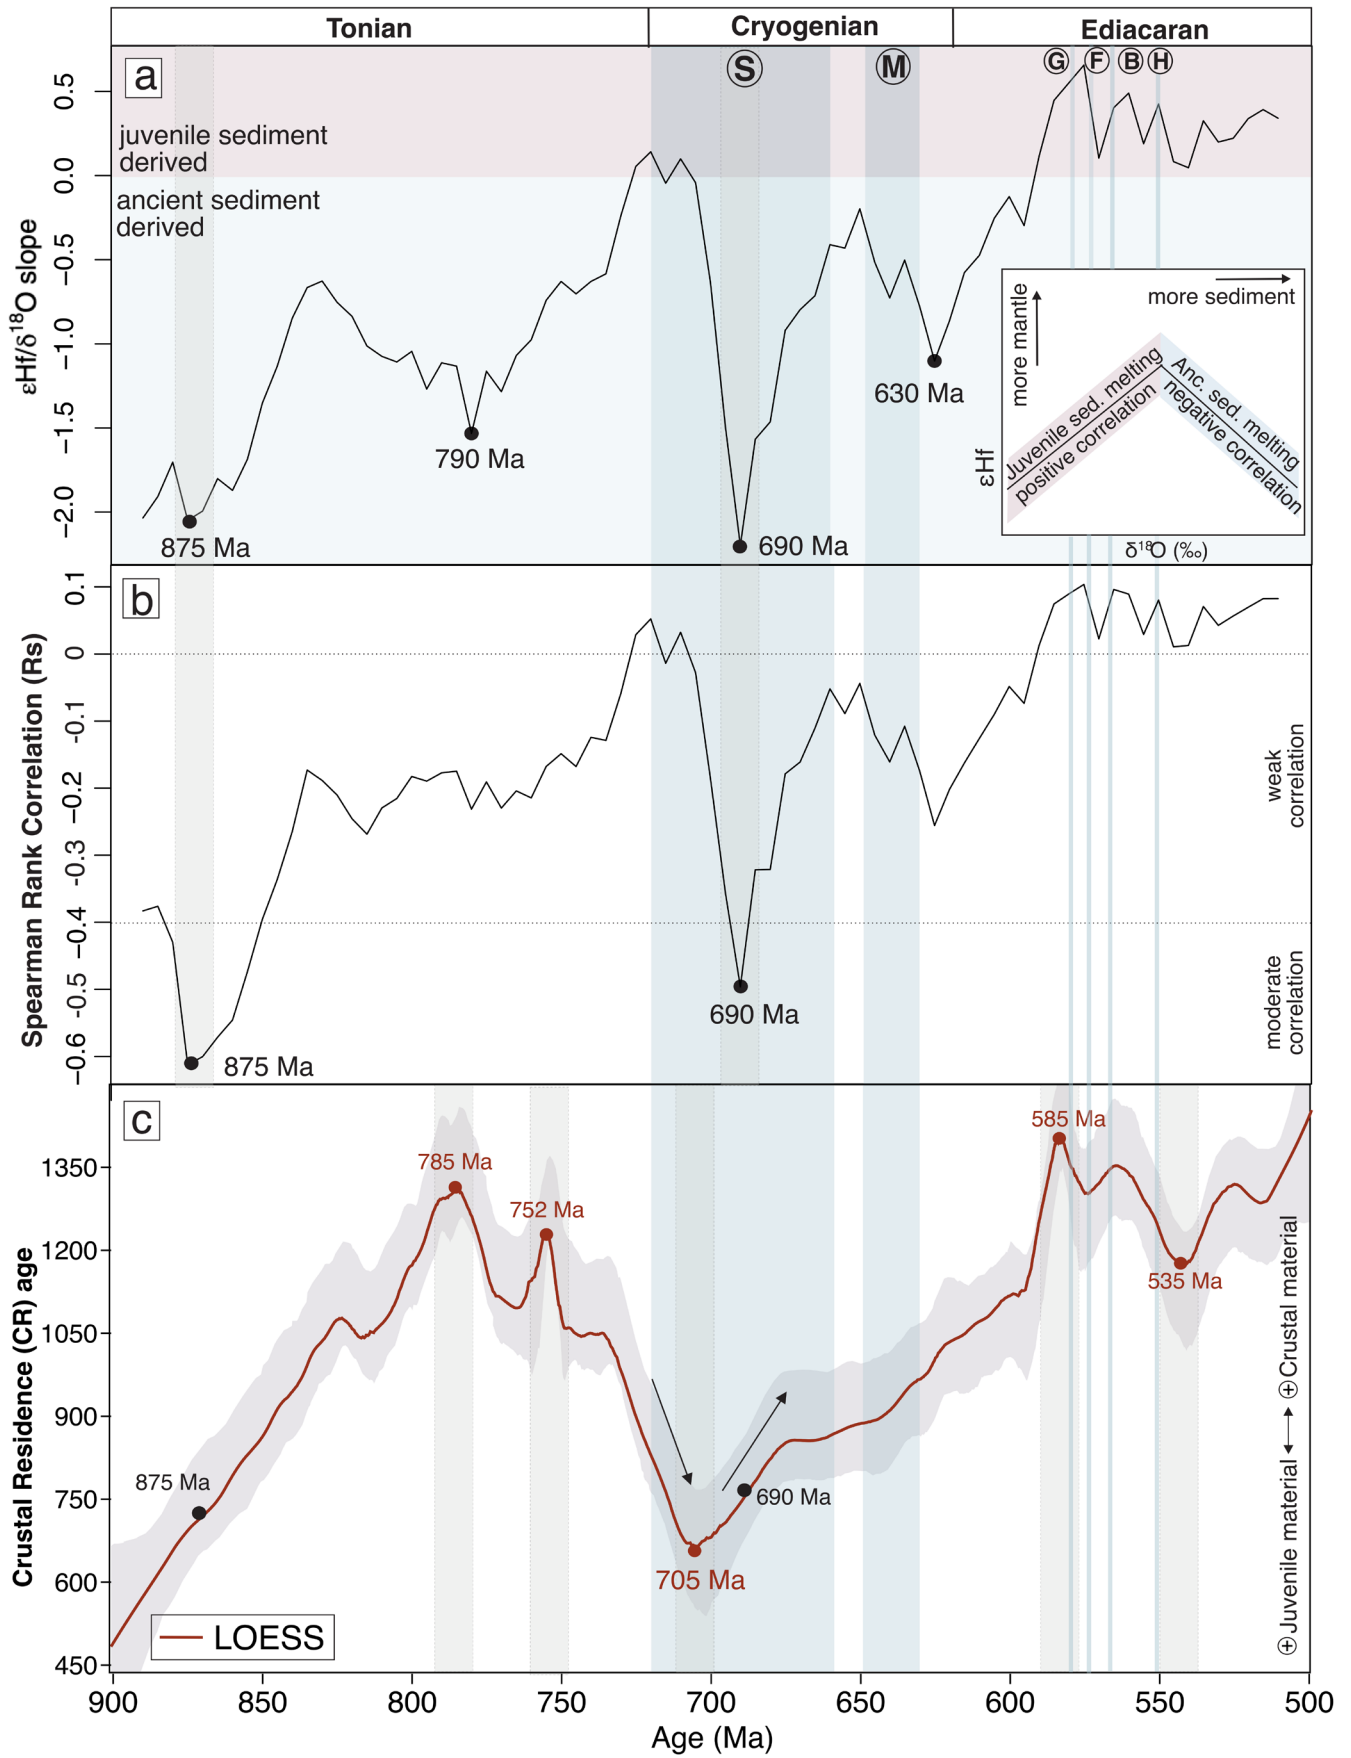 Tonian
Cryogenian
Ediacaran
a
S
M
G
F
B
H
0.5
0.0
−0.5
−1.0
−1.5
−2.0
εHf/δ¹⁸O slope
juvenile sediment
derived
ancient sediment
derived
875 Ma
790 Ma
690 Ma
630 Ma
more sediment
more mantle
Juvenile sed. melting
positive correlation
Anc. sed. melting
negative correlation
εHf
δ¹⁸O (‰)
b
0.1
0
−0.1
−0.2
−0.3
−0.4
−0.5
−0.6
Spearman Rank Correlation (Rs)
weak
correlation
moderate
correlation
875 Ma
690 Ma
c
1350
1200
1050
900
750
600
450
Crustal Residence (CR) age
875 Ma
785 Ma
752 Ma
705 Ma
690 Ma
585 Ma
535 Ma
⊕Juvenile material
⊕Crustal material
LOESS
900
850
800
750
700
650
600
550
500
Age (Ma)